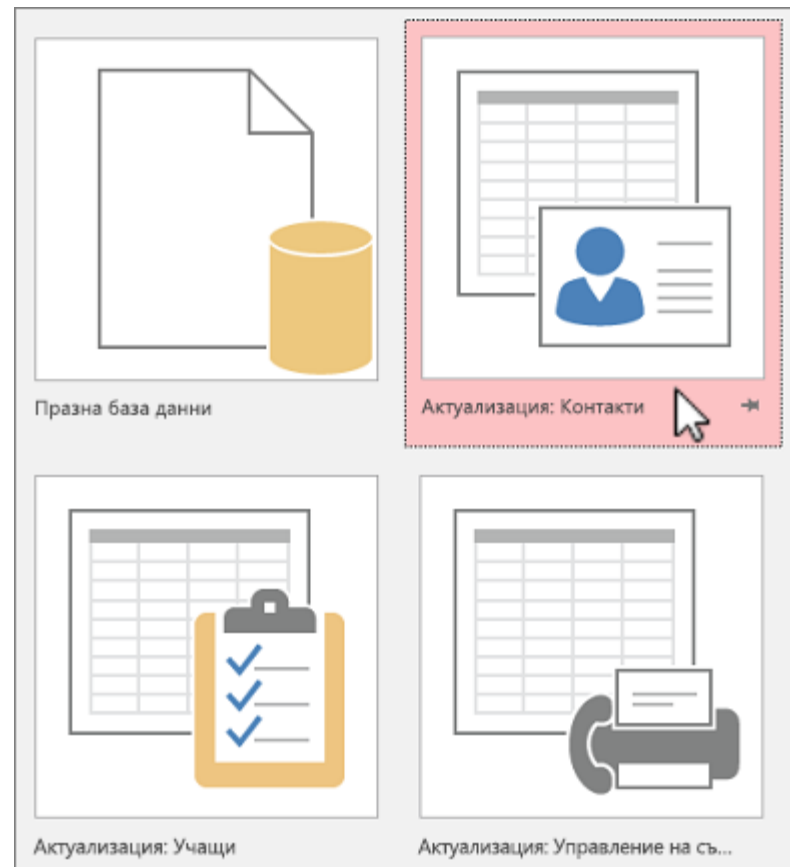 Празна база данни
Актуализация: Контакти
Актуализация: Учащи
Актуализация: Управление на съ...